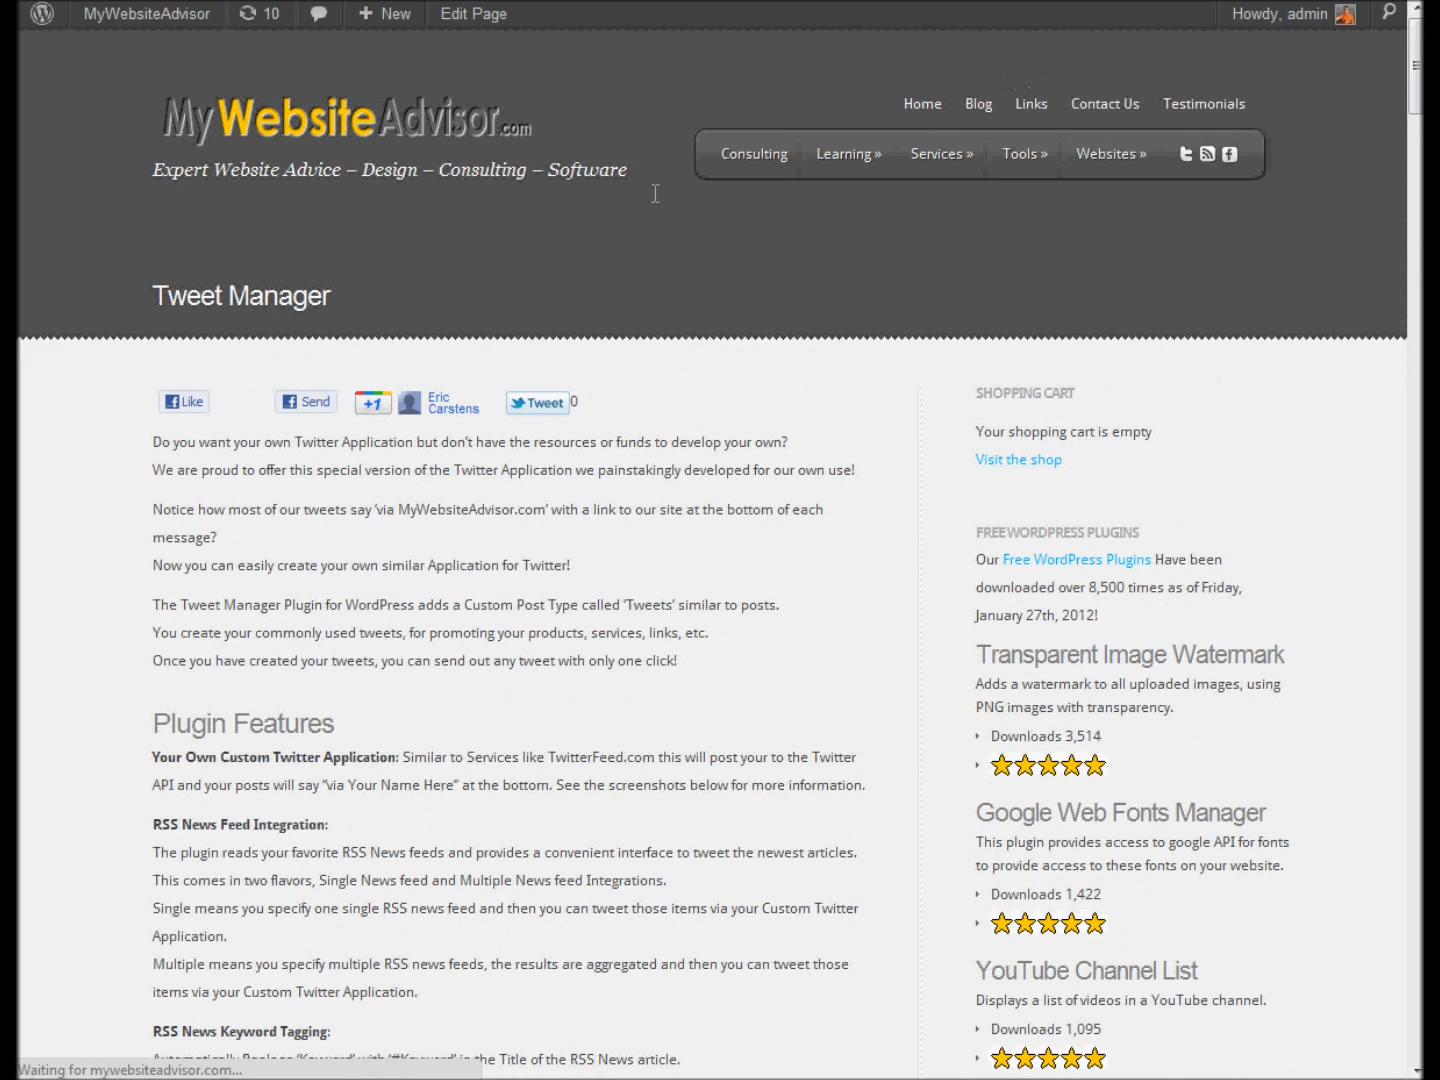 MyWebsiteAdvisor 10 New Edit Page Howdy, admin
MyWebsiteAdvisor.com
Expert Website Advice – Design – Consulting – Software
Home Blog Links Contact Us Testimonials
Consulting Learning » Services » Tools » Websites »
Tweet Manager
Like Send +1 Eric Carstens Tweet 0
Do you want your own Twitter Application but don't have the resources or funds to develop your own?
We are proud to offer this special version of the Twitter Application we painstakingly developed for our own use!
Notice how most of our tweets say 'via MyWebsiteAdvisor.com' with a link to our site at the bottom of each
message?
Now you can easily create your own similar Application for Twitter!
The Tweet Manager Plugin for WordPress adds a Custom Post Type called 'Tweets' similar to posts.
You create your commonly used tweets, for promoting your products, services, links, etc.
Once you have created your tweets, you can send out any tweet with only one click!
Plugin Features
Your Own Custom Twitter Application: Similar to Services like TwitterFeed.com this will post your to the Twitter
API and your posts will say "via Your Name Here" at the bottom. See the screenshots below for more information.
RSS News Feed Integration:
The plugin reads your favorite RSS News feeds and provides a convenient interface to tweet the newest articles.
This comes in two flavors, Single News feed and Multiple News feed Integrations.
Single means you specify one single RSS news feed and then you can tweet those items via your Custom Twitter
Application.
Multiple means you specify multiple RSS news feeds, the results are aggregated and then you can tweet those
items via your Custom Twitter Application.
RSS News Keyword Tagging:
Automatically Replace 'Keyword' with '#Keyword' in the Title of the RSS News article.
Waiting for mywebsiteadvisor.com...
SHOPPING CART
Your shopping cart is empty
Visit the shop
FREE WORDPRESS PLUGINS
Our Free WordPress Plugins Have been
downloaded over 8,500 times as of Friday,
January 27th, 2012!
Transparent Image Watermark
Adds a watermark to all uploaded images, using
PNG images with transparency.
Downloads 3,514
Google Web Fonts Manager
This plugin provides access to google API for fonts
to provide access to these fonts on your website.
Downloads 1,422
YouTube Channel List
Displays a list of videos in a YouTube channel.
Downloads 1,095